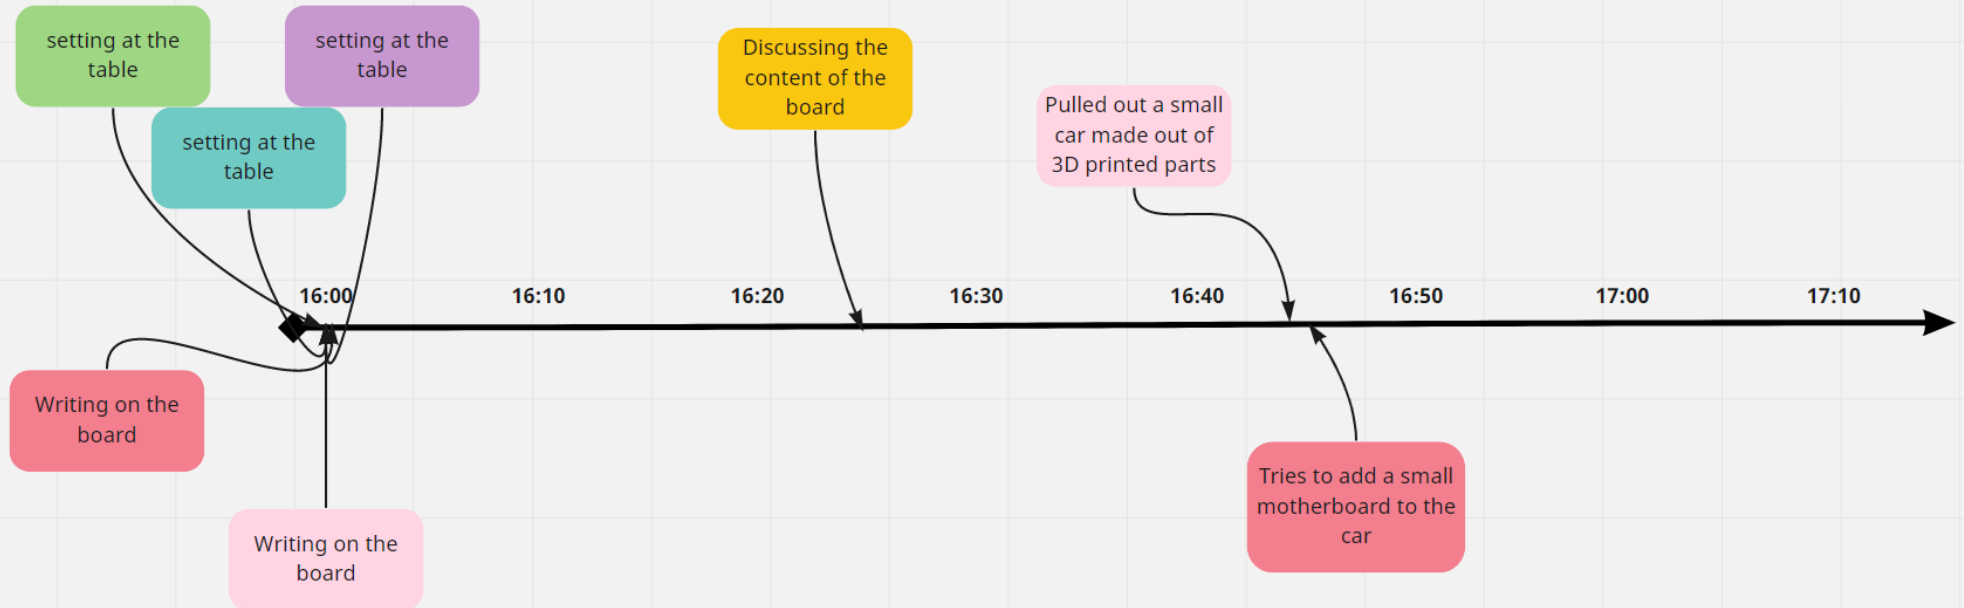 setting at the
table
setting at the
table
setting at the
table
Discussing the
content of the
board
Pulled out a small
car made out of
3D printed parts
16:00
16:10
16:20
16:30
16:40
16:50
17:00
17:10
Writing on the
board
Writing on the
board
Tries to add a small
motherboard to the
car